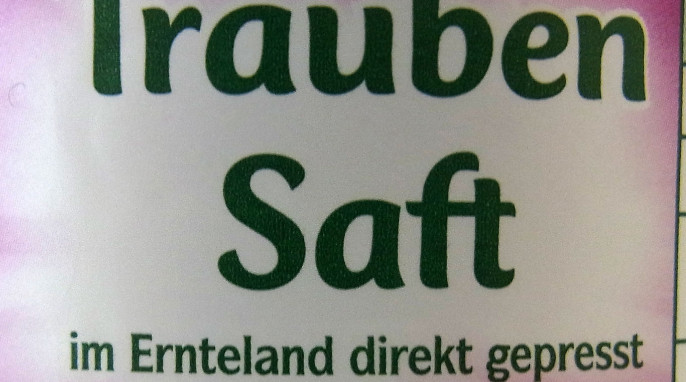 Trauben
Saft
im Ernteland direkt gepresst